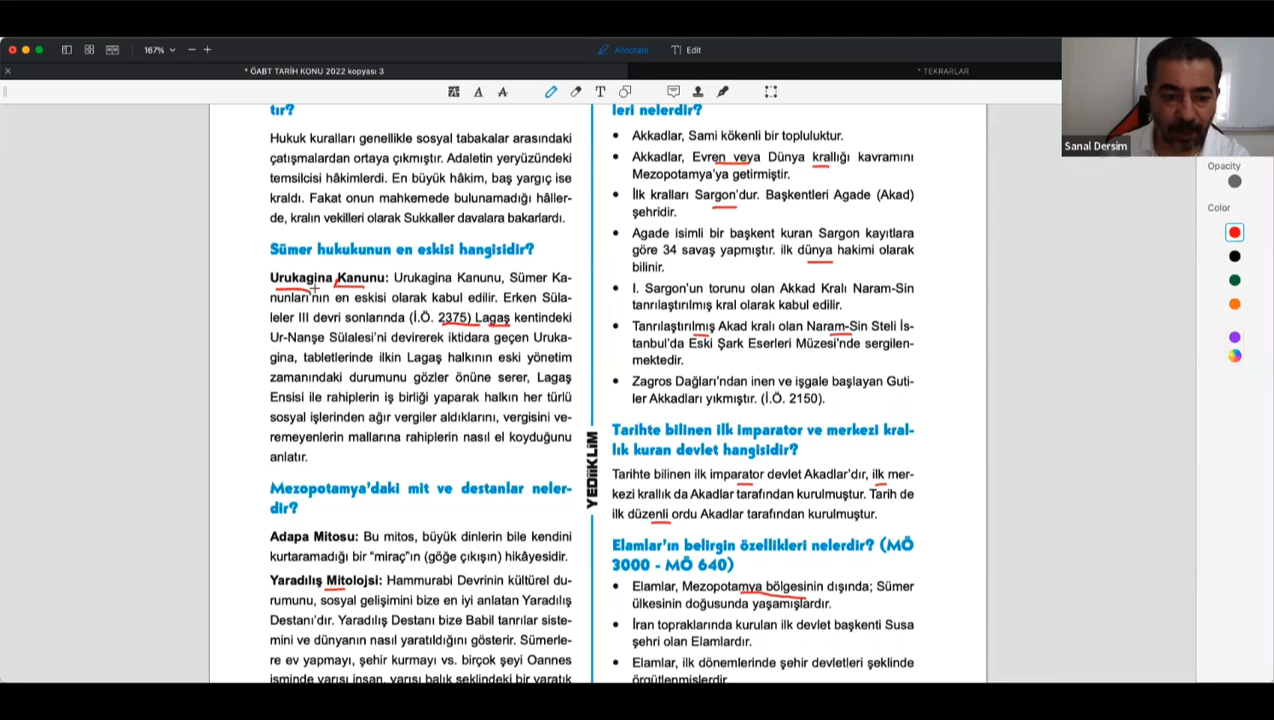 167%
Annotate
Edit
* ÖABT TARİH KONU 2022 kopyası 3
* TEKRARLAR
Sanal Dersim
Opacity
Color
tır?
Hukuk kuralları genellikle sosyal tabakalar arasındaki
çatışmalardan ortaya çıkmıştır. Adaletin yeryüzündeki
temsilcisi hâkimlerdi. En büyük hâkim, baş yargıç ise
kraldı. Fakat onun mahkemede bulunamadığı hâller-
de, kralın vekilleri olarak Sukkaller davalara bakarlardı.
Sümer hukukunun en eskisi hangisidir?
Urukagina Kanunu: Urukagina Kanunu, Sümer Ka-
nunları'nın en eskisi olarak kabul edilir. Erken Süla-
leler III devri sonlarında (İ.Ö. 2375) Lagaş kentindeki
Ur-Nanşe Sülalesi'ni devirerek iktidara geçen Uruka-
gina, tabletlerinde ilkin Lagaş halkının eski yönetim
zamanındaki durumunu gözler önüne serer, Lagaş
Ensisi ile rahiplerin iş birliği yaparak halkın her türlü
sosyal işlerinden ağır vergiler aldıklarını, vergisini ve-
remeyenlerin mallarına rahiplerin nasıl el koyduğunu
anlatır.
Mezopotamya'daki mit ve destanlar neler-
dir?
Adapa Mitosu: Bu mitos, büyük dinlerin bile kendini
kurtaramadığı bir "miraç"ın (göğe çıkışın) hikâyesidir.
Yaradılış Mitolojsi: Hammurabi Devrinin kültürel du-
rumunu, sosyal gelişimini bize en iyi anlatan Yaradılış
Destanı'dır. Yaradılış Destanı bize Babil tanrılar siste-
mini ve dünyanın nasıl yaratıldığını gösterir. Sümerle-
re ev yapmayı, şehir kurmayı vs. birçok şeyi Oannes
isminde yarısı insan, yarısı balık şeklindeki bir yaratık
YEDİİKLİM
leri nelerdir?
• Akkadlar, Sami kökenli bir topluluktur.
• Akkadlar, Evren veya Dünya krallığı kavramını
Mezopotamya'ya getirmiştir.
• İlk kralları Sargon'dur. Başkentleri Agade (Akad)
şehridir.
• Agade isimli bir başkent kuran Sargon kayıtlara
göre 34 savaş yapmıştır. ilk dünya hakimi olarak
bilinir.
• I. Sargon'un torunu olan Akkad Kralı Naram-Sin
tanrılaştırılmış kral olarak kabul edilir.
• Tanrılaştırılmış Akad kralı olan Naram-Sin Steli İs-
tanbul'da Eski Şark Eserleri Müzesi'nde sergilen-
mektedir.
• Zagros Dağları'ndan inen ve işgale başlayan Guti-
ler Akkadları yıkmıştır. (İ.Ö. 2150).
Tarihte bilinen ilk imparator ve merkezi kral-
lık kuran devlet hangisidir?
Tarihte bilinen ilk imparator devlet Akadlar'dır, ilk mer-
kezi krallık da Akadlar tarafından kurulmuştur. Tarih de
ilk düzenli ordu Akadlar tarafından kurulmuştur.
Elamlar'ın belirgin özellikleri nelerdir? (MÖ
3000 - MÖ 640)
• Elamlar, Mezopotamya bölgesinin dışında; Sümer
ülkesinin doğusunda yaşamışlardır.
• İran topraklarında kurulan ilk devlet başkenti Susa
şehri olan Elamlardır.
• Elamlar, ilk dönemlerinde şehir devletleri şeklinde
örgütlenmişlerdir.